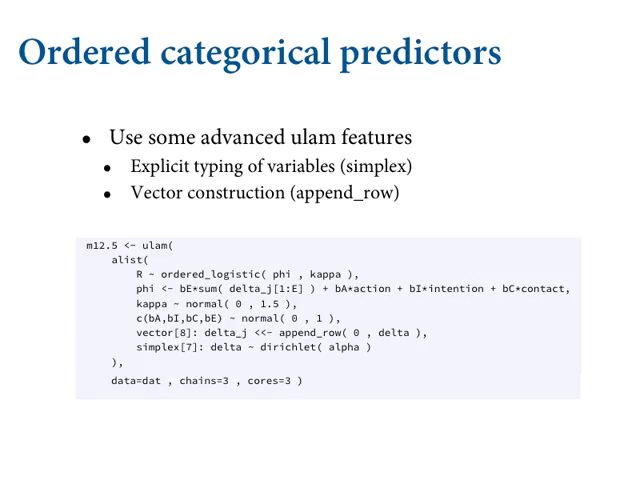 Ordered categorical predictors
• Use some advanced ulam features
• Explicit typing of variables (simplex)
• Vector construction (append_row)
m12.5 <- ulam(
    alist(
        R ~ ordered_logistic( phi , kappa ),
        phi <- bE*sum( delta_j[1:E] ) + bA*action + bI*intention + bC*contact,
        kappa ~ normal( 0 , 1.5 ),
        c(bA,bI,bC,bE) ~ normal( 0 , 1 ),
        vector[8]: delta_j <<- append_row( 0 , delta ),
        simplex[7]: delta ~ dirichlet( alpha )
    ),
    data=dat , chains=3 , cores=3 )